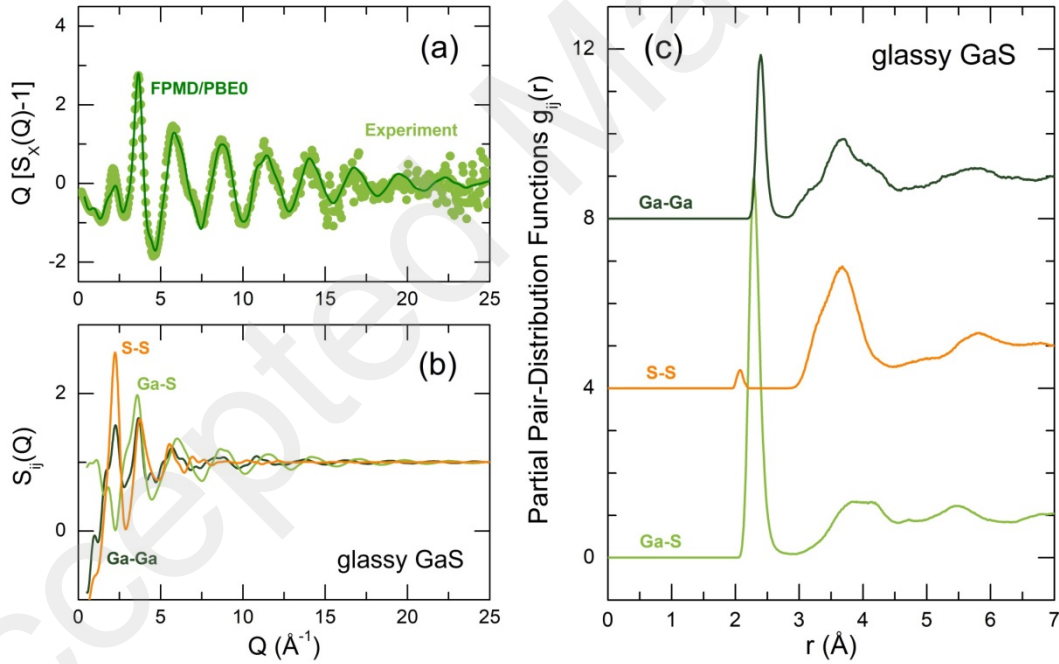 4
2
0
-2
Q [S_X(Q)-1]
(a)
FPMD/PBE0
Experiment
0 5 10 15 20 25
2
0
S_ij(Q)
S-S
Ga-S
(b)
Ga-Ga
glassy GaS
0 5 10 15 20 25
Q (Å⁻¹)
Partial Pair-Distribution Functions g_ij(r)
12
8
4
0
(c)
glassy GaS
Ga-Ga
S-S
Ga-S
0 1 2 3 4 5 6 7
r (Å)
ccepted Ma